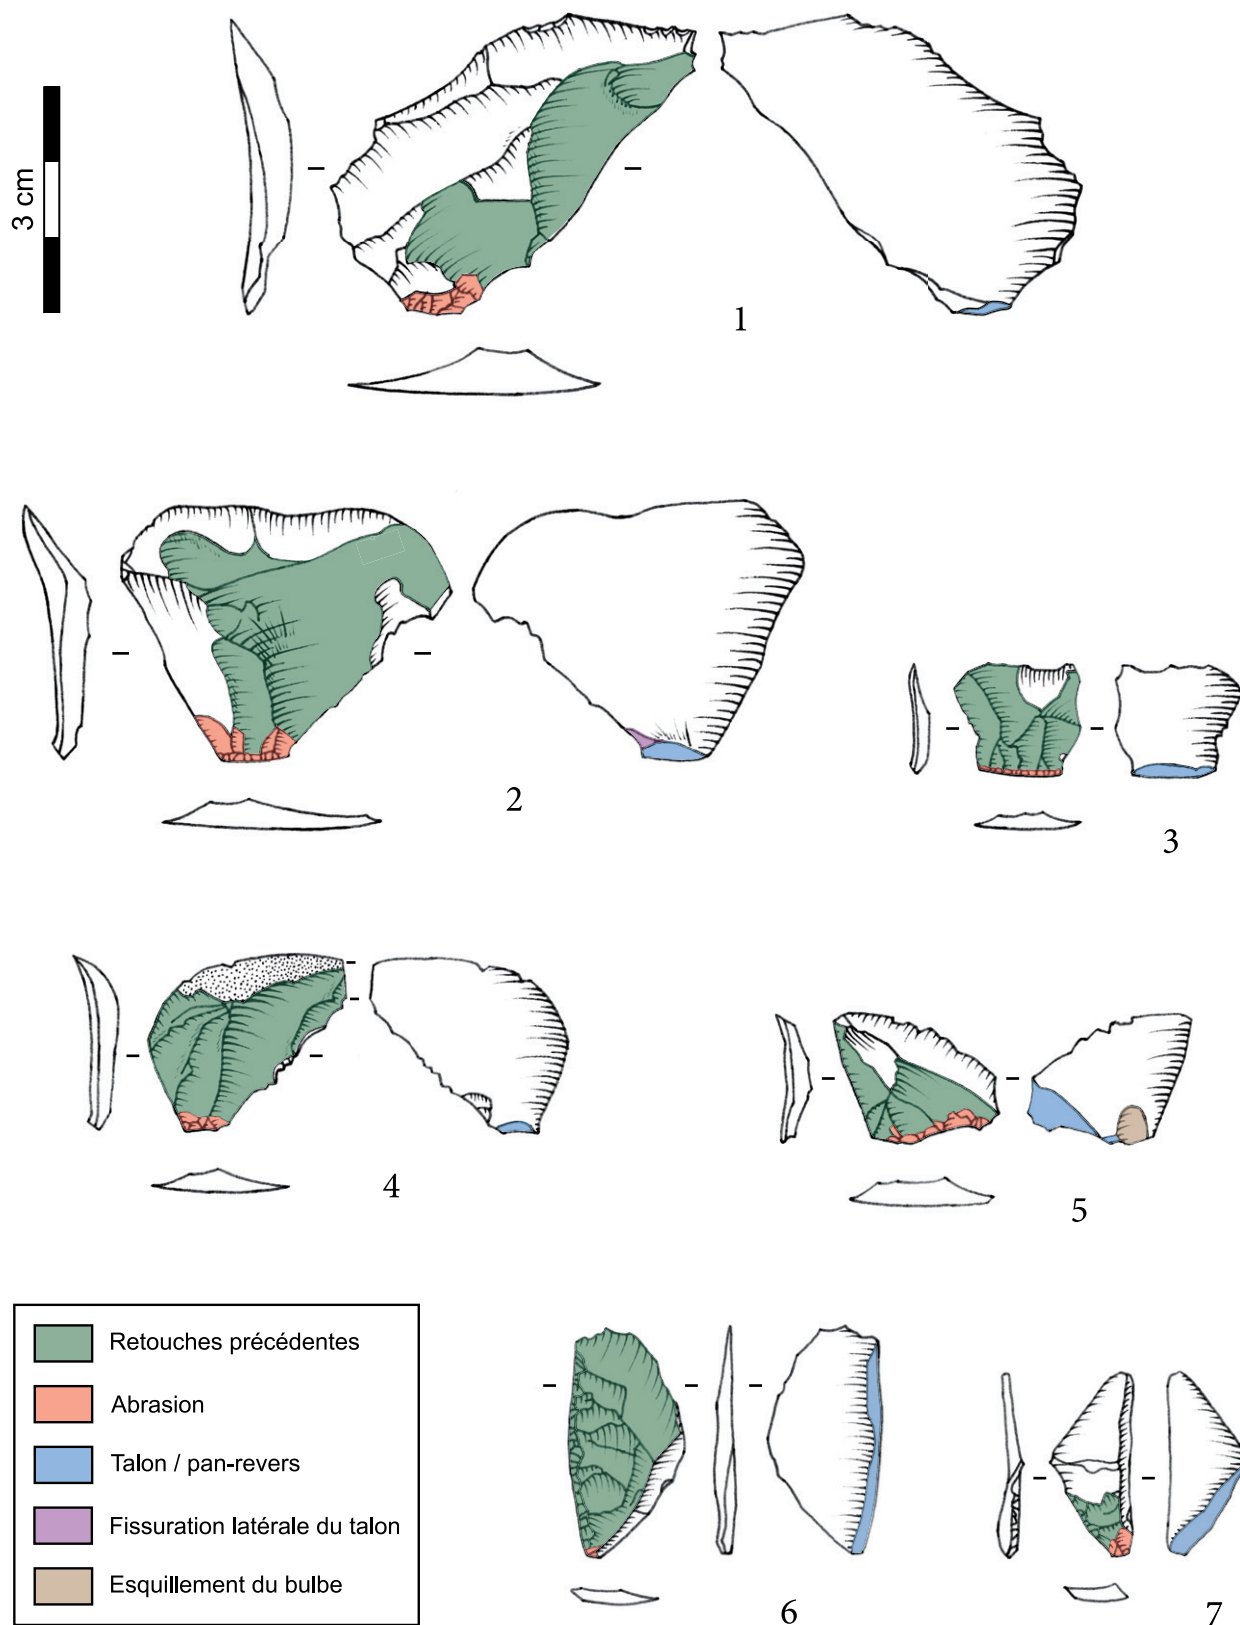 3 cm
1
2
3
4
5
Retouches précédentes
Abrasion
Talon / pan-revers
Fissuration latérale du talon
Esquillement du bulbe
6
7